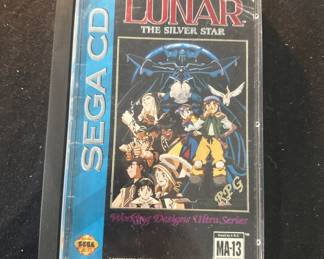 LUNAR
THE SILVER STAR
SEGA CD
RPG
Working Designs Ultra Series
SEGA
MA-13